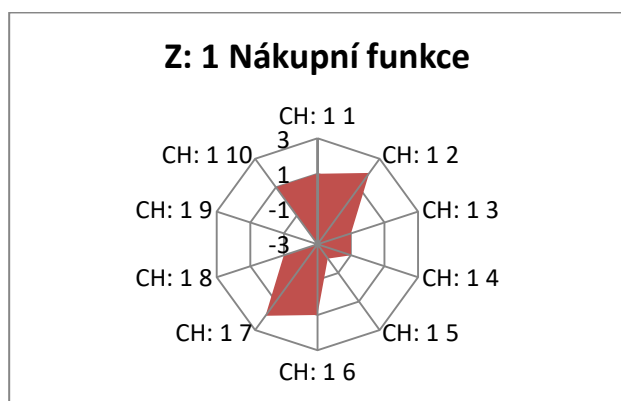 Z: 1 Nákupní funkce
CH: 1 1
3
CH: 1 10
CH: 1 2
1
CH: 1 9
-1
CH: 1 3
-3
CH: 1 8
CH: 1 4
CH: 1 7
CH: 1 5
CH: 1 6